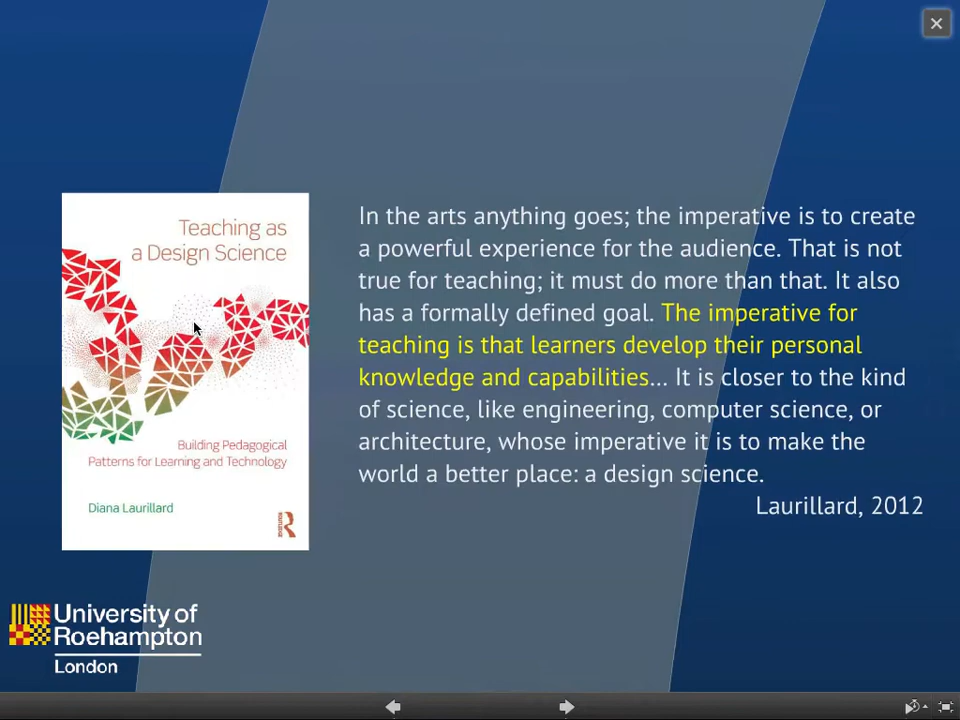 Teaching as
a Design Science
Building Pedagogical
Patterns for Learning and Technology
Diana Laurillard
R
In the arts anything goes; the imperative is to create
a powerful experience for the audience. That is not
true for teaching; it must do more than that. It also
has a formally defined goal. The imperative for
teaching is that learners develop their personal
knowledge and capabilities... It is closer to the kind
of science, like engineering, computer science, or
architecture, whose imperative it is to make the
world a better place: a design science.
Laurillard, 2012
University of
Roehampton
London